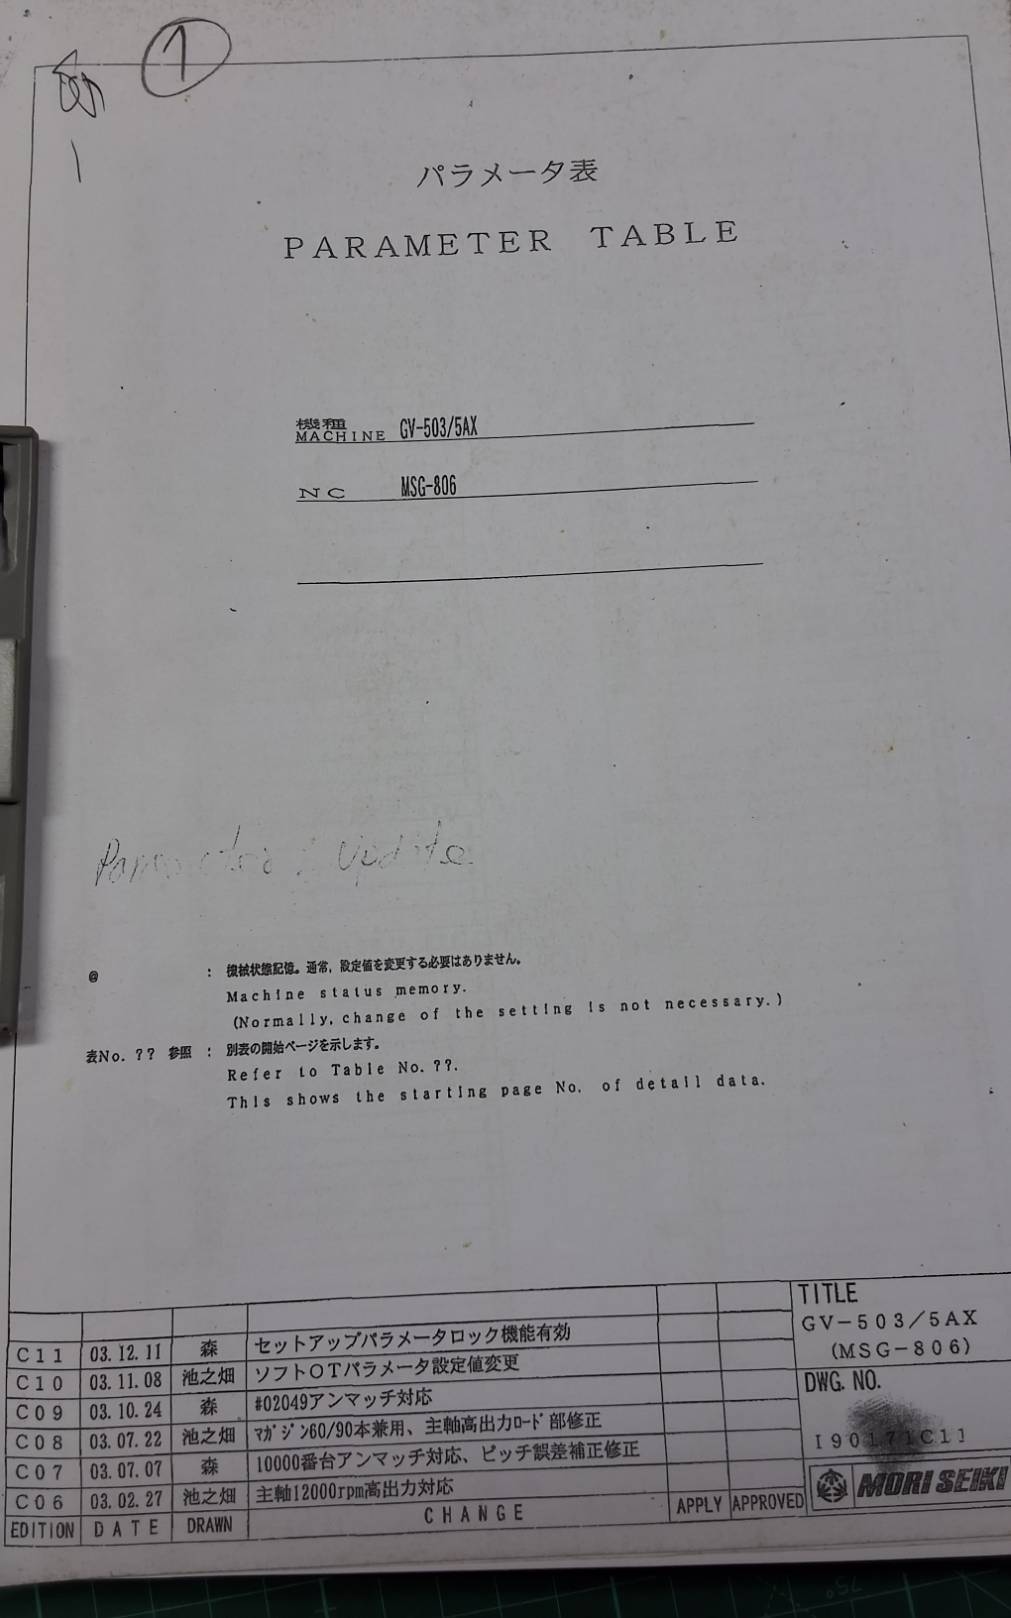 1
パラメータ表
PARAMETER TABLE
機種
MACHINE GV-503/5AX
NC MSG-806
Parameter : Update
@ : 機械状態記憶。通常，設定値を変更する必要はありません。
Machine status memory.
(Normally, change of the setting is not necessary.)
表No. ?? 参照 : 別表の開始ページを示します。
Refer to Table No. ??.
This shows the starting page No. of detail data.
C11 03.12.11 森 セットアップパラメータロック機能有効
C10 03.11.08 池之畑 ソフトOTパラメータ設定値変更
C09 03.10.24 森 #02049アンマッチ対応
C08 03.07.22 池之畑 ﾏｶﾞｼﾞﾝ60/90本兼用、主軸高出力ﾛｰﾄﾞ部修正
C07 03.07.07 森 10000番台アンマッチ対応、ピッチ誤差補正修正
C06 03.02.27 池之畑 主軸12000rpm高出力対応
EDITION DATE DRAWN CHANGE APPLY APPROVED
TITLE
GV-503/5AX
(MSG-806)
DWG. NO.
I90171C11
MORI SEIKI